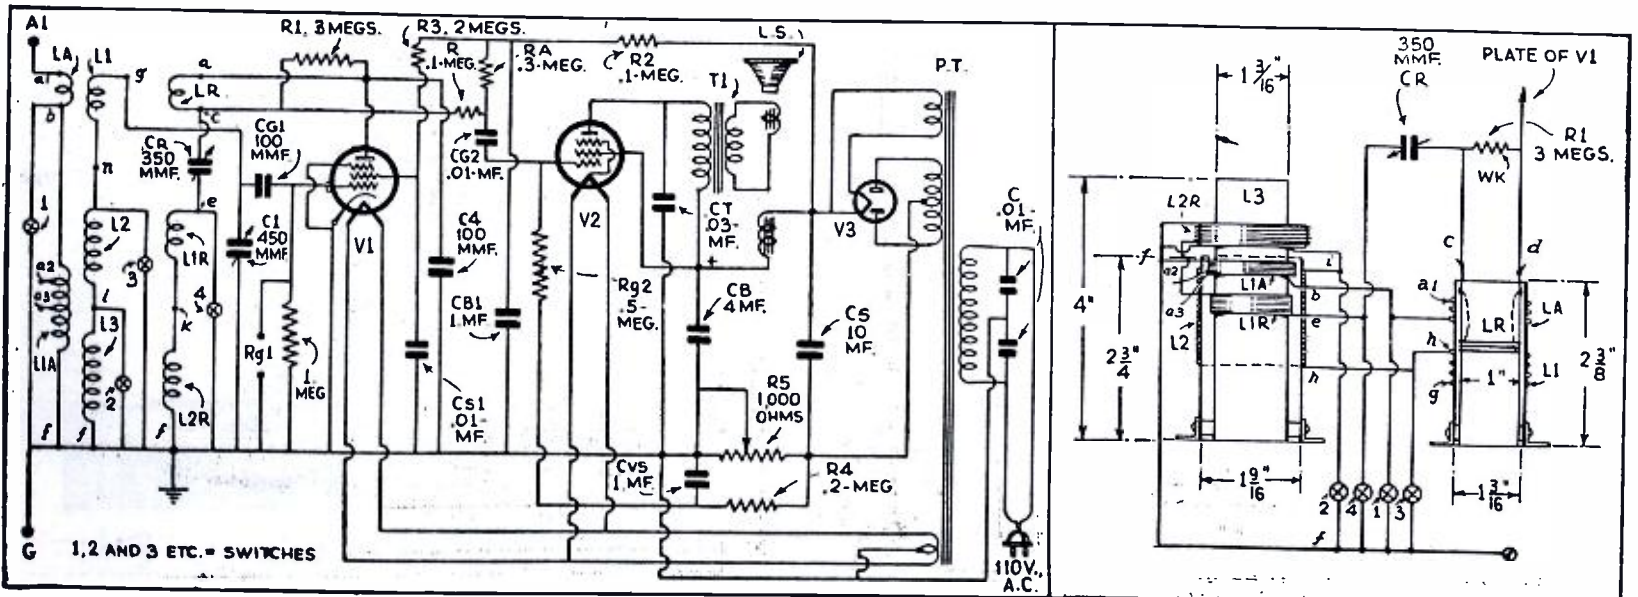 A1
LA
L1
a
b
g
n
1
a2
a3
L1A
f
G
L2
3
l
L3
2
f
R1, 3 MEGS.
a
LR
c
CR
350
MMF.
e
L1R
4
k
L2R
f
CG1
100
MMF.
C1
450
MMF.
Rg1
1
MEG
V1
R3, 2 MEGS.
R
.1-MEG.
RA
.3-MEG.
CG2
.01-MF.
C4
100
MMF.
CB1
1 MF.
CS1
.01-
MF.
R2
.1-MEG.
V2
Rg2
.5-
MEG.
L.S.
T1
CT
.03-
MF.
+
CB
4 MF.
CV5
1 MF.
R5
1,000
OHMS
R4
.2-MEG
CS
10
MF.
V3
P.T.
C
.01-
MF.
110V.,
A.C.
1, 2 AND 3 ETC. = SWITCHES
350
MMF.
CR
PLATE OF V1
R1
3 MEGS.
WK
1 3/16"
L3
L2R
f
a2
a3
L1A
L1R
L2
i
b
e
h
4"
2 3/4"
1 9/16"
c
d
a1
LA
LR
h
g
1"
L1
2 3/8"
1 3/16"
2
4
1
3
f